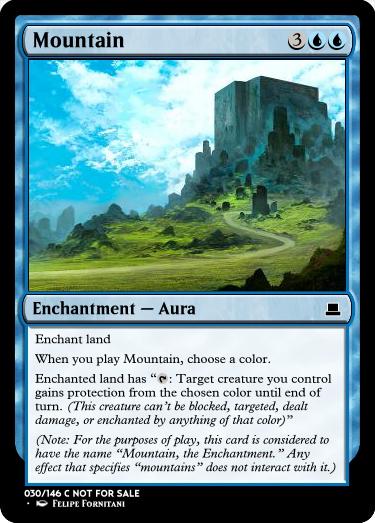 Mountain 3
Enchantment — Aura
Enchant land
When you play Mountain, choose a color.
Enchanted land has “: Target creature you control
gains protection from the chosen color until end of
turn. (This creature can’t be blocked, targeted, dealt
damage, or enchanted by anything of that color)”
(Note: For the purposes of play, this card is considered to
have the name “Mountain, the Enchantment.” Any
effect that specifies “mountains” does not interact with it.)
030/146 C NOT FOR SALE
• Felipe Fornitani